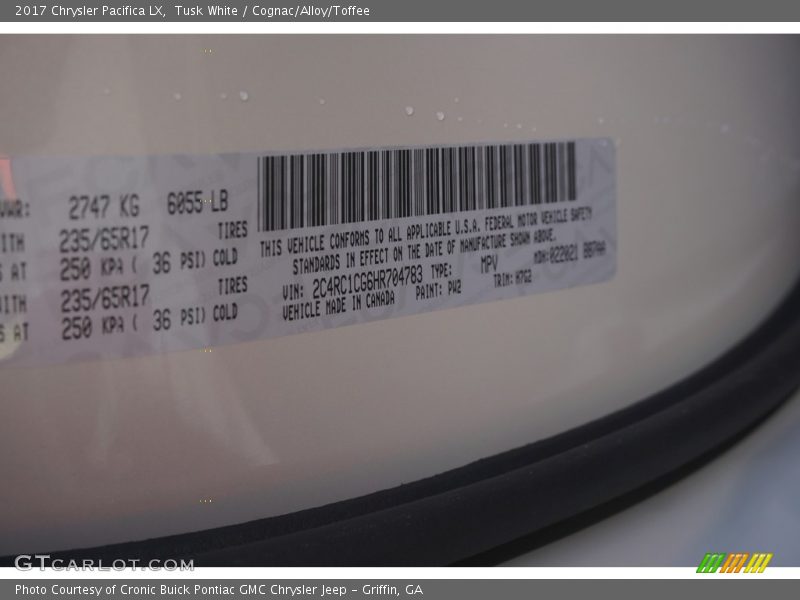 2017 Chrysler Pacifica LX, Tusk White / Cognac/Alloy/Toffee
2747 KG 6055 LB
235/65R17 TIRES
250 KPA ( 36 PSI) COLD
235/65R17 TIRES
250 KPA ( 36 PSI) COLD
THIS VEHICLE CONFORMS TO ALL APPLICABLE U.S.A. FEDERAL MOTOR VEHICLE SAFETY
STANDARDS IN EFFECT ON THE DATE OF MANUFACTURE SHOWN ABOVE.
VIN: 2C4RC1CG6HR704783 TYPE: MPV MDH:022021
VEHICLE MADE IN CANADA PAINT: PW2 TRIM:
GTCARLOT.COM
Photo Courtesy of Cronic Buick Pontiac GMC Chrysler Jeep – Griffin, GA